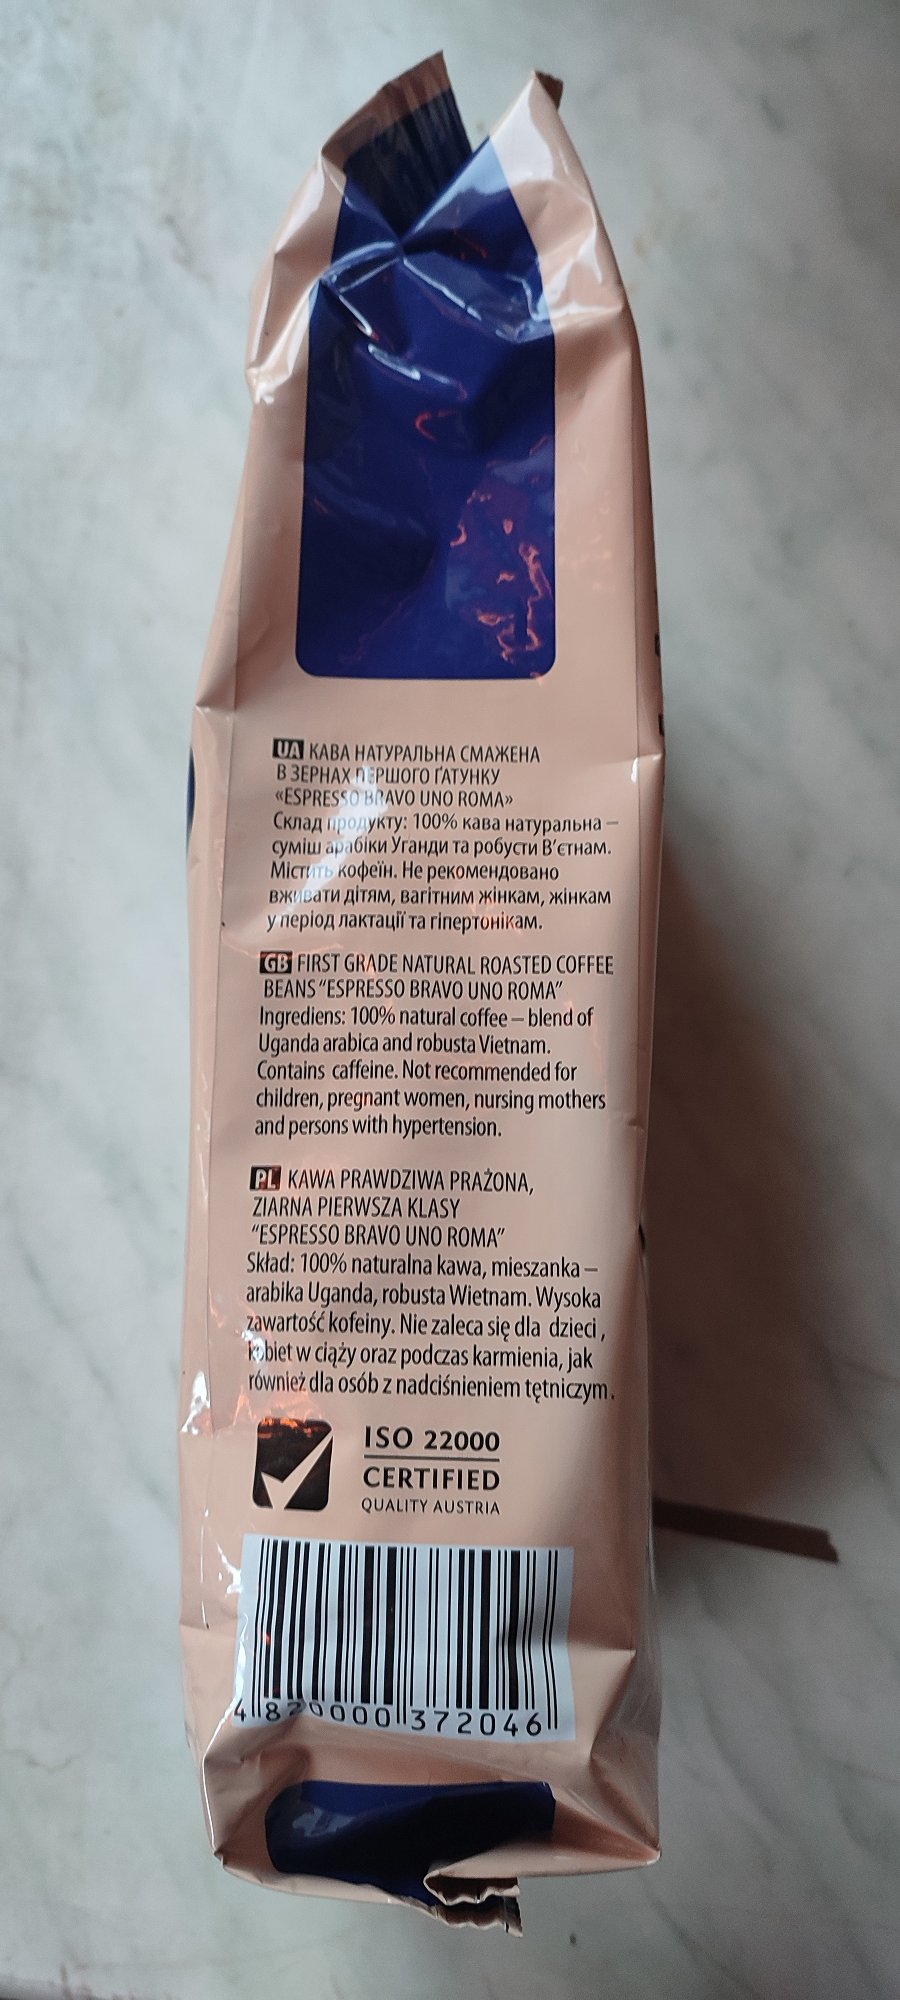 UA КАВА НАТУРАЛЬНА СМАЖЕНА
В ЗЕРНАХ ПЕРШОГО ҐАТУНКУ
«ESPRESSO BRAVO UNO ROMA»
Склад продукту: 100% кава натуральна –
суміш арабіки Уганди та робусти В'єтнам.
Містить кофеїн. Не рекомендовано
вживати дітям, вагітним жінкам, жінкам
у період лактації та гіпертонікам.
GB FIRST GRADE NATURAL ROASTED COFFEE
BEANS "ESPRESSO BRAVO UNO ROMA"
Ingrediens: 100% natural coffee – blend of
Uganda arabica and robusta Vietnam.
Contains caffeine. Not recommended for
children, pregnant women, nursing mothers
and persons with hypertension.
PL KAWA PRAWDZIWA PRAŻONA,
ZIARNA PIERWSZA KLASY
"ESPRESSO BRAVO UNO ROMA"
Skład: 100% naturalna kawa, mieszanka –
arabika Uganda, robusta Wietnam. Wysoka
zawartość kofeiny. Nie zaleca się dla dzieci,
kobiet w ciąży oraz podczas karmienia, jak
również dla osób z nadciśnieniem tętniczym.
ISO 22000
CERTIFIED
QUALITY AUSTRIA
4 820000 372046